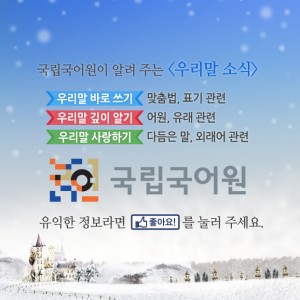 국립국어원이 알려 주는 〈우리말 소식〉
우리말 바로 쓰기 맞춤법, 표기 관련
우리말 깊이 알기 어원, 유래 관련
우리말 사랑하기 다듬은 말, 외래어 관련
국립국어원
유익한 정보라면 좋아요! 를 눌러 주세요.